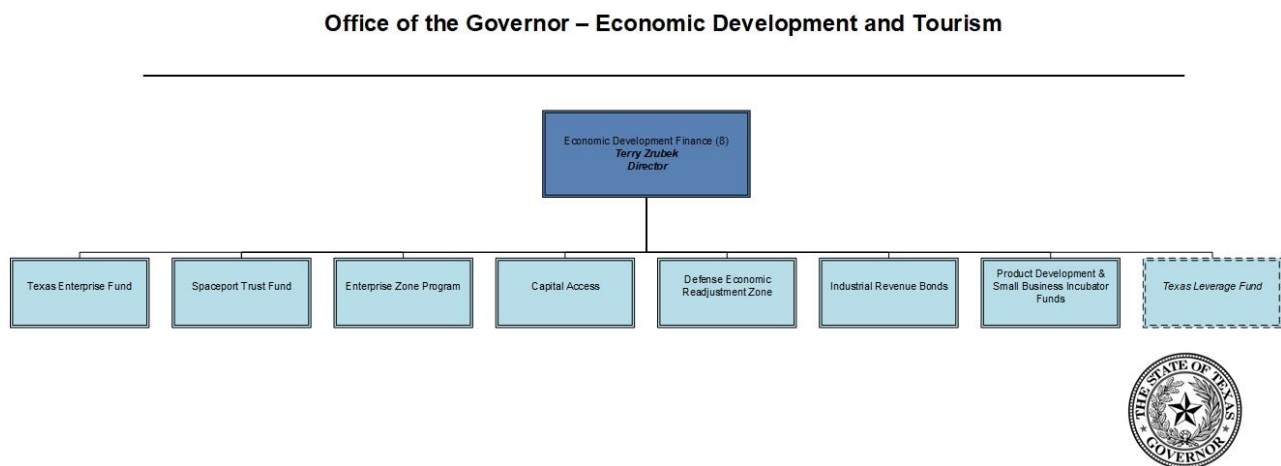 Office of the Governor – Economic Development and Tourism
Economic Development Finance (8)
Terry Zrubek
Director
Texas Enterprise Fund
Spaceport Trust Fund
Enterprise Zone Program
Capital Access
Defense Economic
Readjustment Zone
Industrial Revenue Bonds
Product Development &
Small Business Incubator
Funds
Texas Leverage Fund
THE STATE OF TEXAS
GOVERNOR